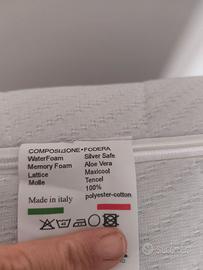 COMPOSIZIONE • FODERA
WaterFoam Silver Safe
Memory Foam Aloe Vera
Lattice Maxicool
Molle Tencel
100%
polyester-cotton
Made in italy
subito